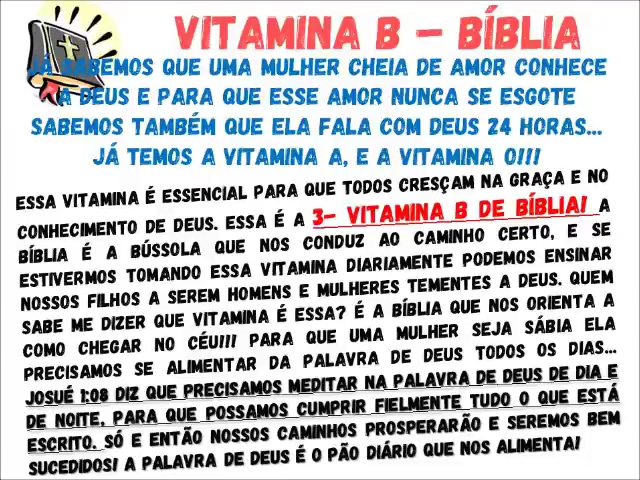 VITAMINA B – BÍBLIA
JÁ SABEMOS QUE UMA MULHER CHEIA DE AMOR CONHECE
A DEUS E PARA QUE ESSE AMOR NUNCA SE ESGOTE
SABEMOS TAMBÉM QUE ELA FALA COM DEUS 24 HORAS...
JÁ TEMOS A VITAMINA A, E A VITAMINA O!!!
ESSA VITAMINA É ESSENCIAL PARA QUE TODOS CRESÇAM NA GRAÇA E NO
CONHECIMENTO DE DEUS. ESSA É A 3– VITAMINA B DE BÍBLIA! A
BÍBLIA É A BÚSSOLA QUE NOS CONDUZ AO CAMINHO CERTO, E SE
ESTIVERMOS TOMANDO ESSA VITAMINA DIARIAMENTE PODEMOS ENSINAR
NOSSOS FILHOS A SEREM HOMENS E MULHERES TEMENTES A DEUS. QUEM
SABE ME DIZER QUE VITAMINA É ESSA? É A BÍBLIA QUE NOS ORIENTA A
COMO CHEGAR NO CÉU!!! PARA QUE UMA MULHER SEJA SÁBIA ELA
PRECISAMOS SE ALIMENTAR DA PALAVRA DE DEUS TODOS OS DIAS...
JOSUÉ 1:08 DIZ QUE PRECISAMOS MEDITAR NA PALAVRA DE DEUS DE DIA E
DE NOITE, PARA QUE POSSAMOS CUMPRIR FIELMENTE TUDO O QUE ESTÁ
ESCRITO. SÓ E ENTÃO NOSSOS CAMINHOS PROSPERARÃO E SEREMOS BEM
SUCEDIDOS! A PALAVRA DE DEUS É O PÃO DIÁRIO QUE NOS ALIMENTA!